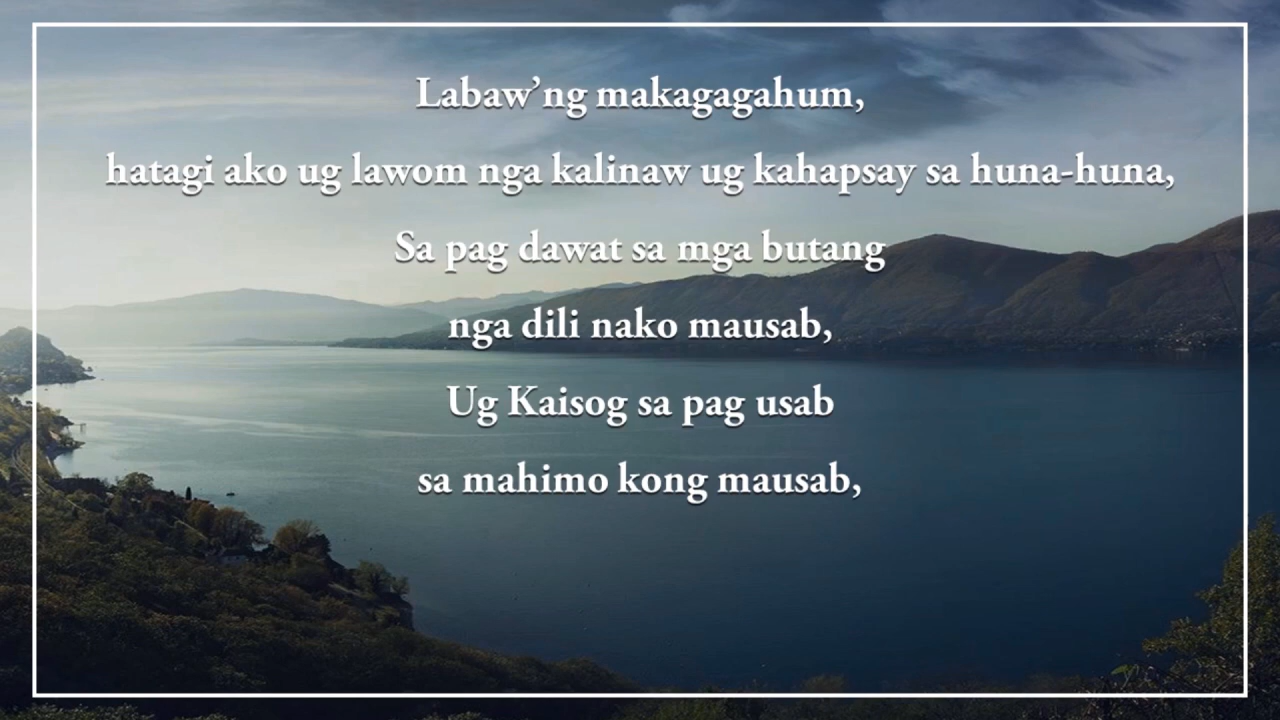 Labaw’ng makagagahum,
hatagi ako ug lawom nga kalinaw ug kahapsay sa huna-huna,
Sa pag dawat sa mga butang
nga dili nako mausab,
Ug Kaisog sa pag usab
sa mahimo kong mausab,